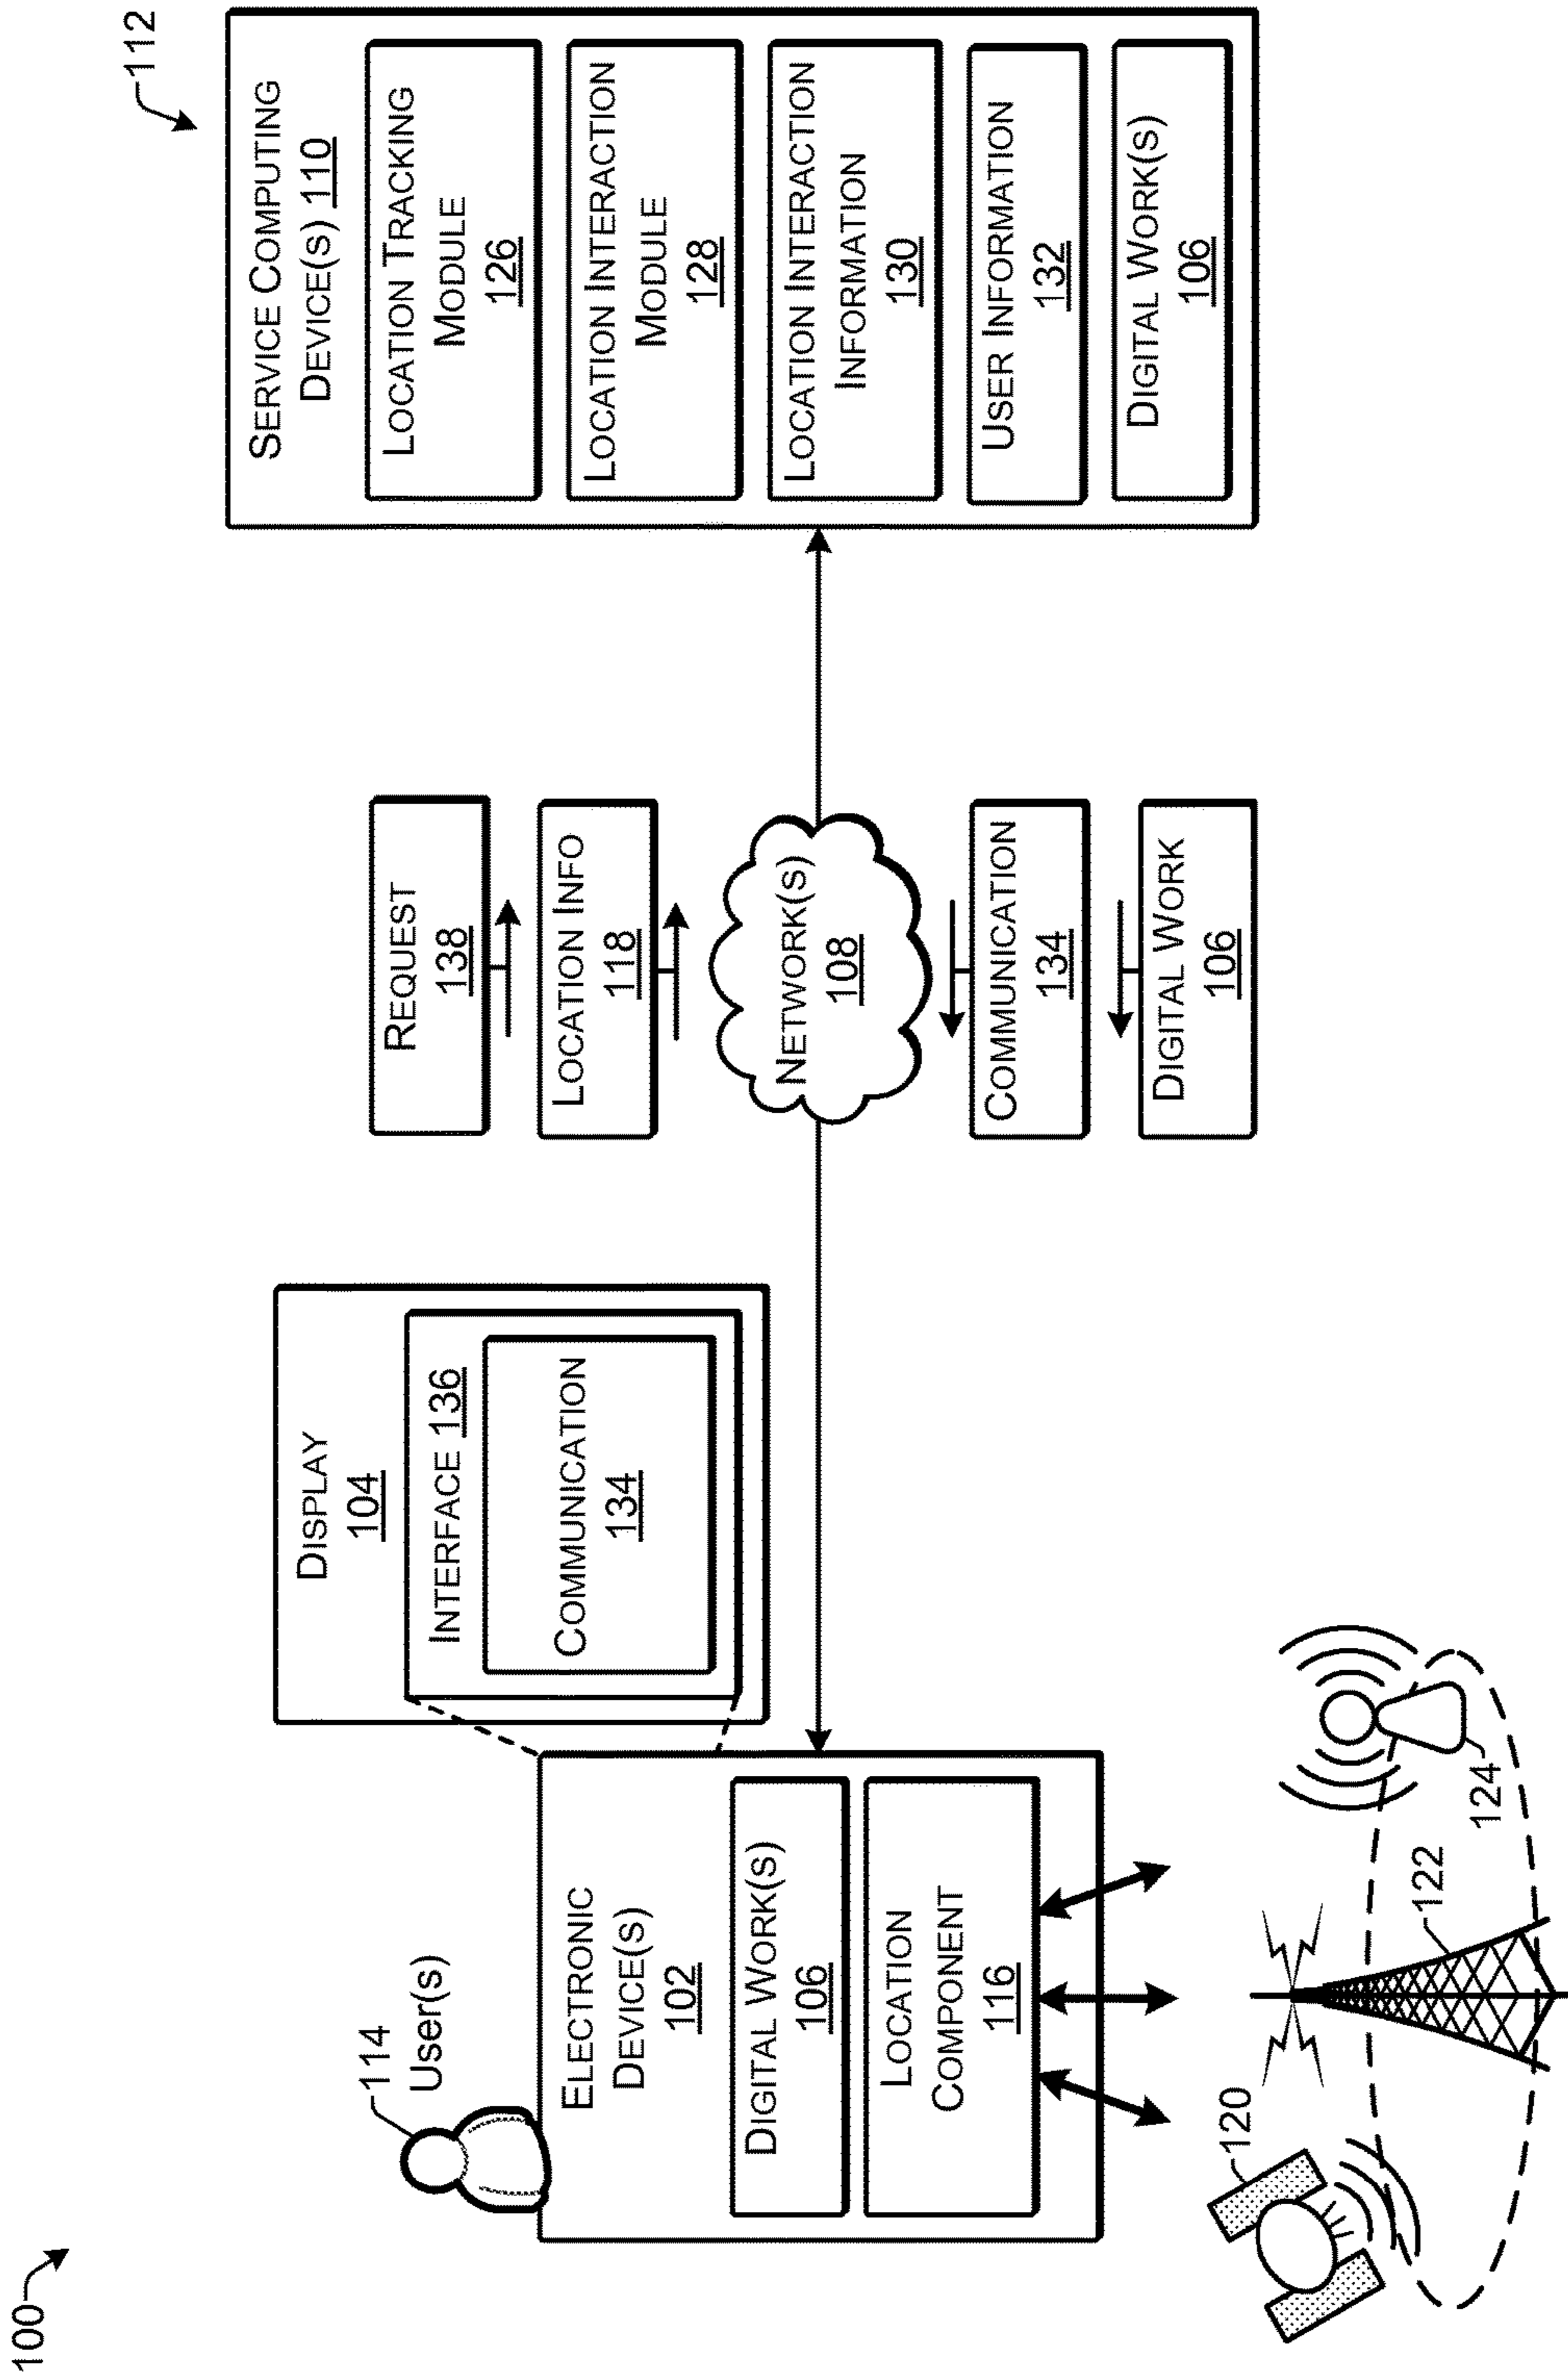 100
112
114
User(s)
ELECTRONIC
DEVICE(S)
102
DIGITAL WORK(S)
106
LOCATION
COMPONENT
116
120
122
124
DISPLAY
104
INTERFACE 136
COMMUNICATION
134
REQUEST
138
LOCATION INFO
118
NETWORK(S)
108
COMMUNICATION
134
DIGITAL WORK
106
SERVICE COMPUTING
DEVICE(S) 110
LOCATION TRACKING
MODULE
126
LOCATION INTERACTION
MODULE
128
LOCATION INTERACTION
INFORMATION
130
USER INFORMATION
132
DIGITAL WORK(S)
106